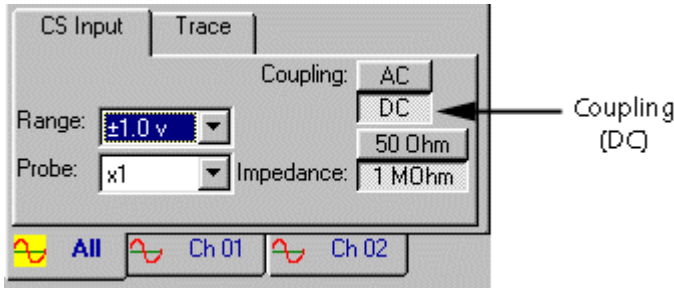 CS Input Trace
Coupling: AC
DC
Coupling
(DC)
Range: ±1.0 v
50 Ohm
Probe: x1 Impedance: 1 MOhm
All Ch 01 Ch 02